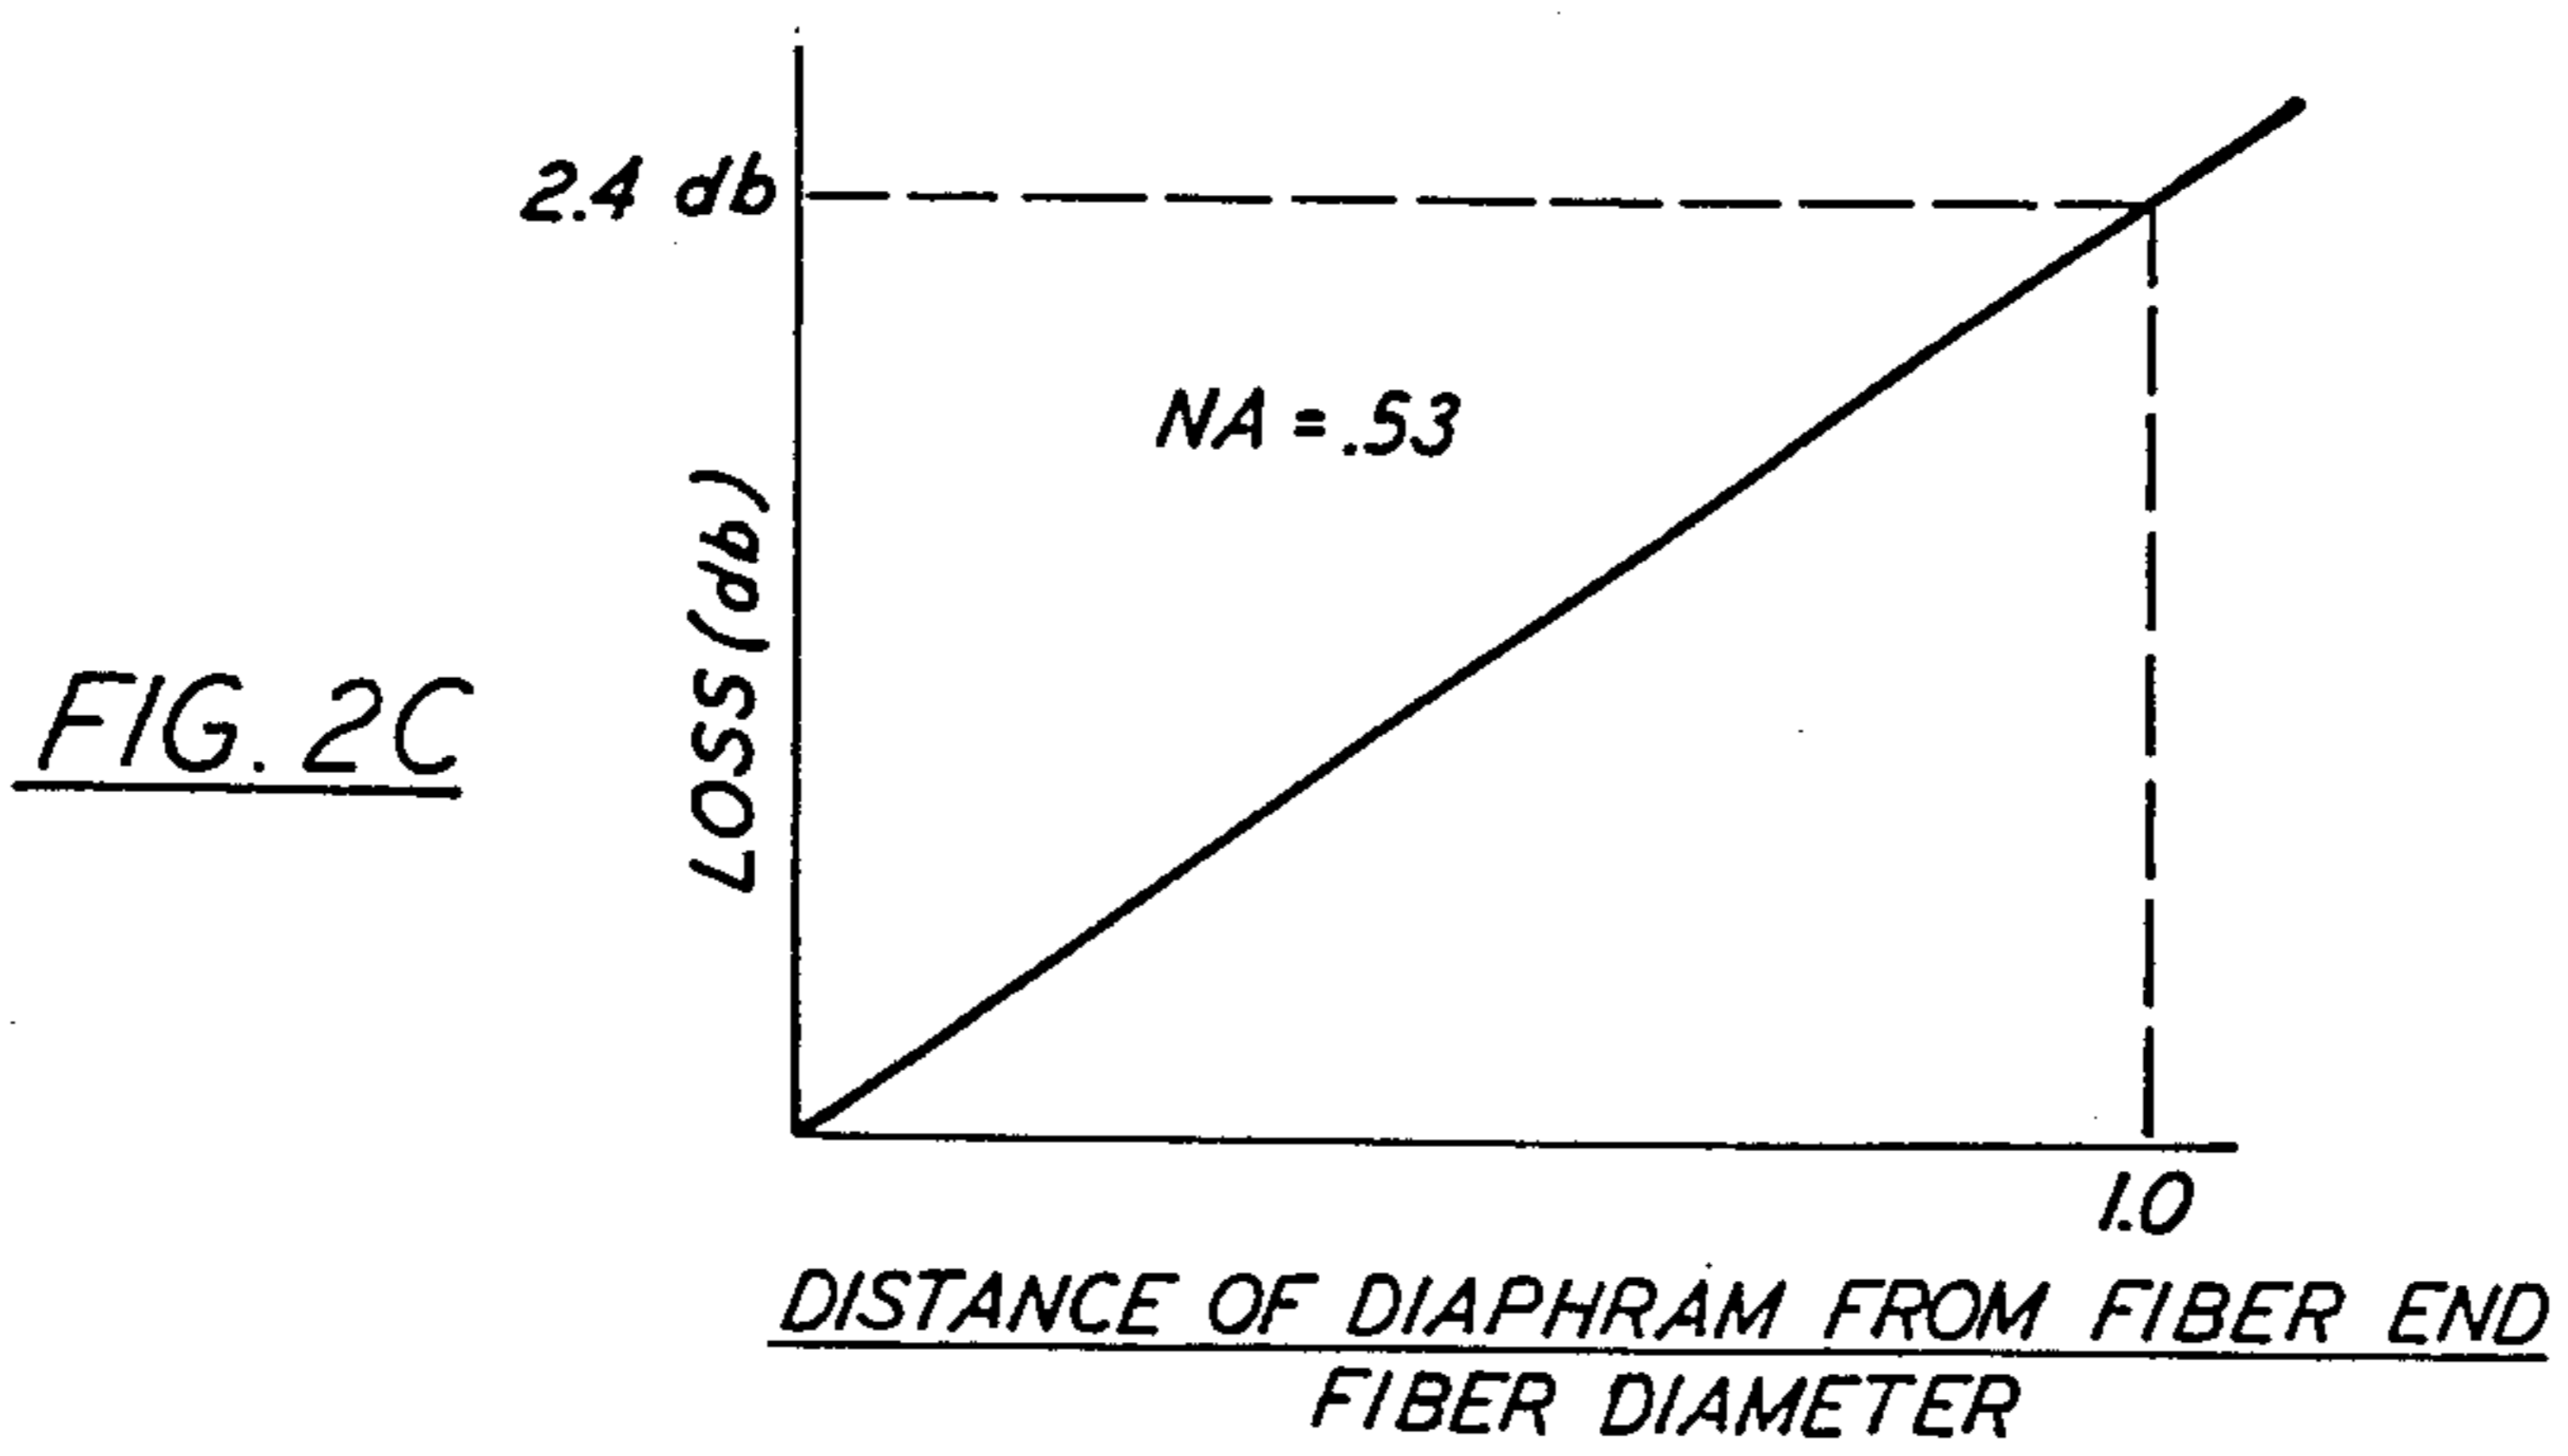 2.4 db
NA = .53
LOSS (db)
FIG. 2C
1.0
DISTANCE OF DIAPHRAM FROM FIBER END
FIBER DIAMETER